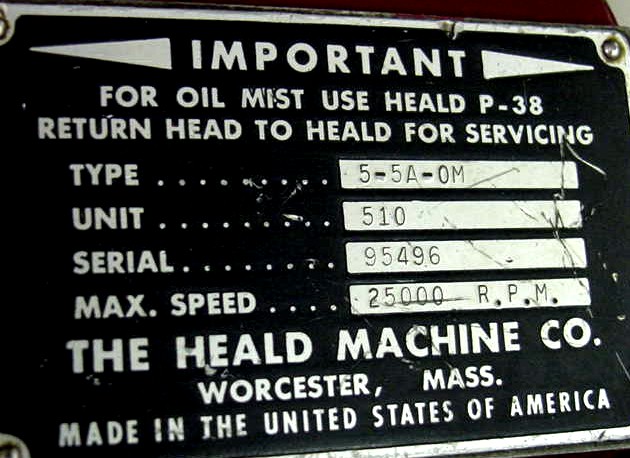 IMPORTANT
FOR OIL MIST USE HEALD P-38
RETURN HEAD TO HEALD FOR SERVICING
TYPE ......... 5-5A-OM
UNIT ......... 510
SERIAL ........ 95496
MAX. SPEED .... 25000 R.P.M.
THE HEALD MACHINE CO.
WORCESTER, MASS.
MADE IN THE UNITED STATES OF AMERICA